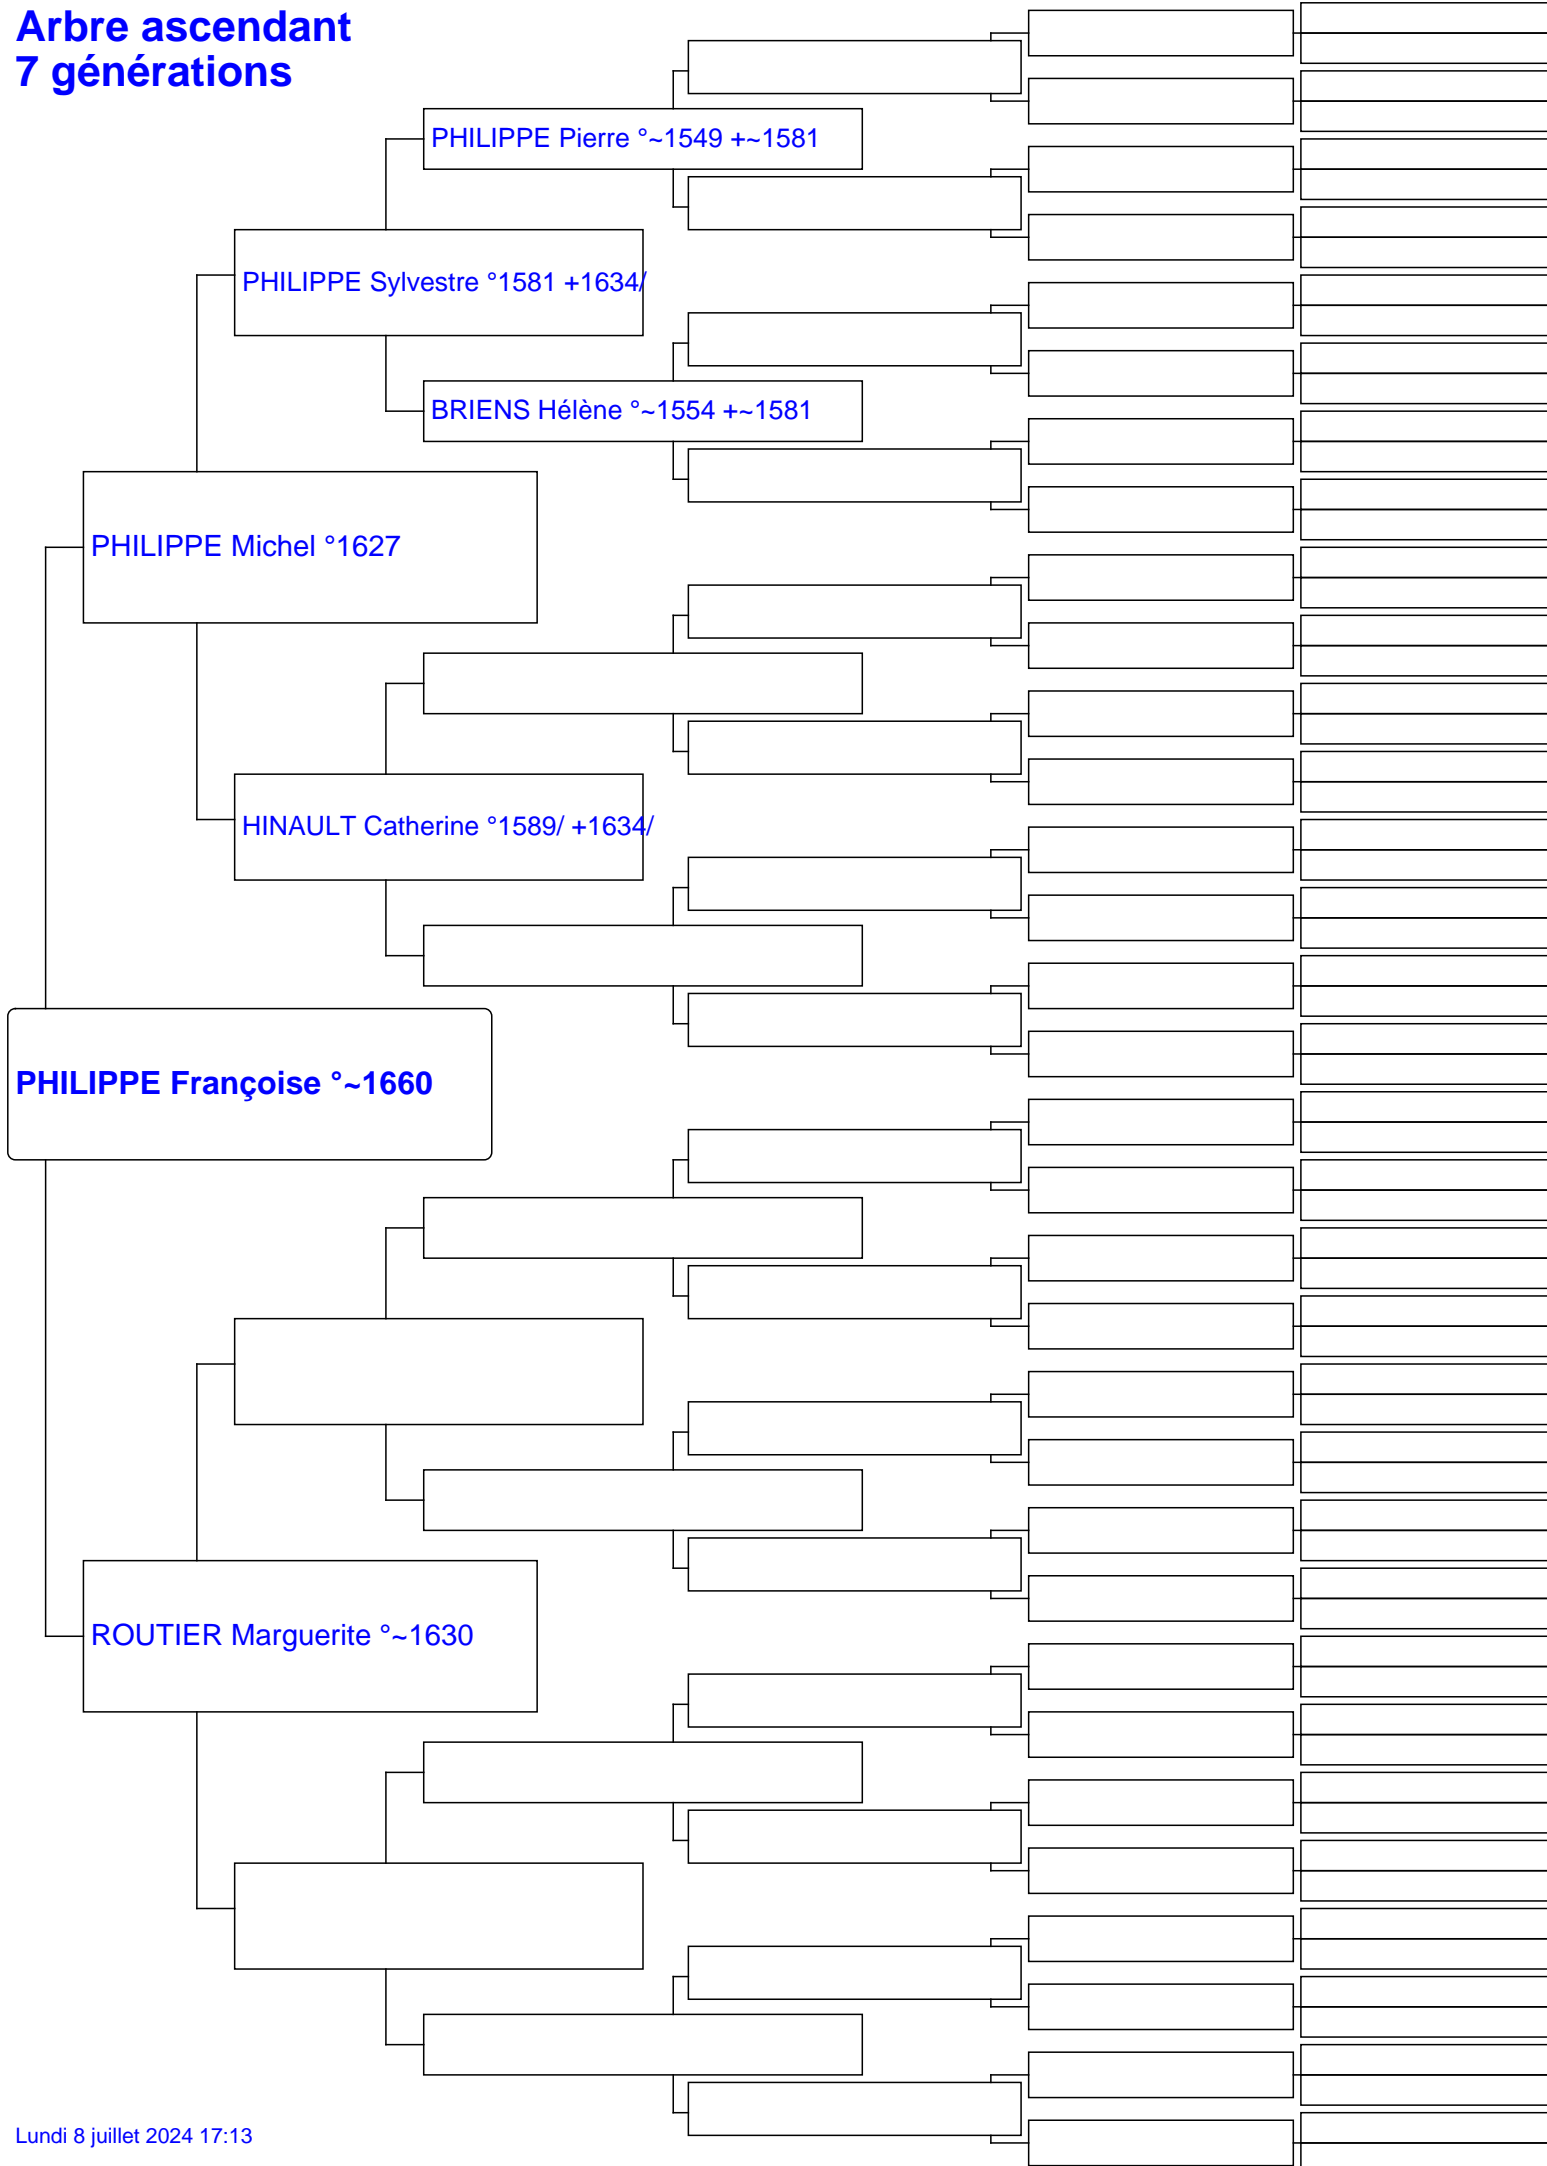 Arbre ascendant
7 générations
PHILIPPE Pierre °~1549 +~1581
PHILIPPE Sylvestre °1581 +1634/
BRIENS Hélène °~1554 +~1581
PHILIPPE Michel °1627
HINAULT Catherine °1589/ +1634/
PHILIPPE Françoise °~1660
ROUTIER Marguerite °~1630
Lundi 8 juillet 2024 17:13